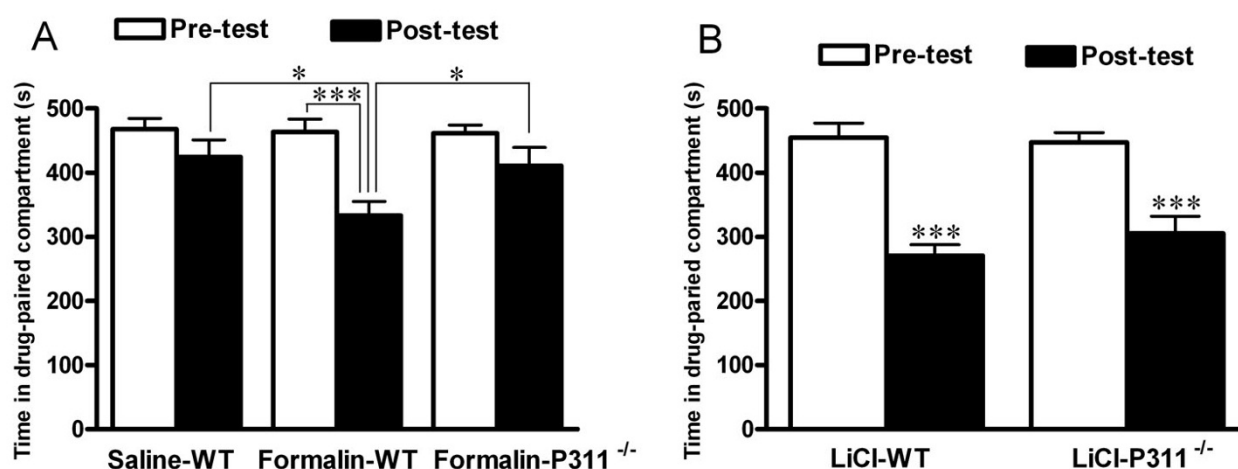 A
Pre-test
Post-test
Time in drug-paired compartment (s)
500
400
300
200
100
0
*
***
*
Saline-WT
Formalin-WT
Formalin-P311 -/-
B
Pre-test
Post-test
Time in drug-paried compartment (s)
500
400
300
200
100
0
***
***
LiCl-WT
LiCl-P311 -/-